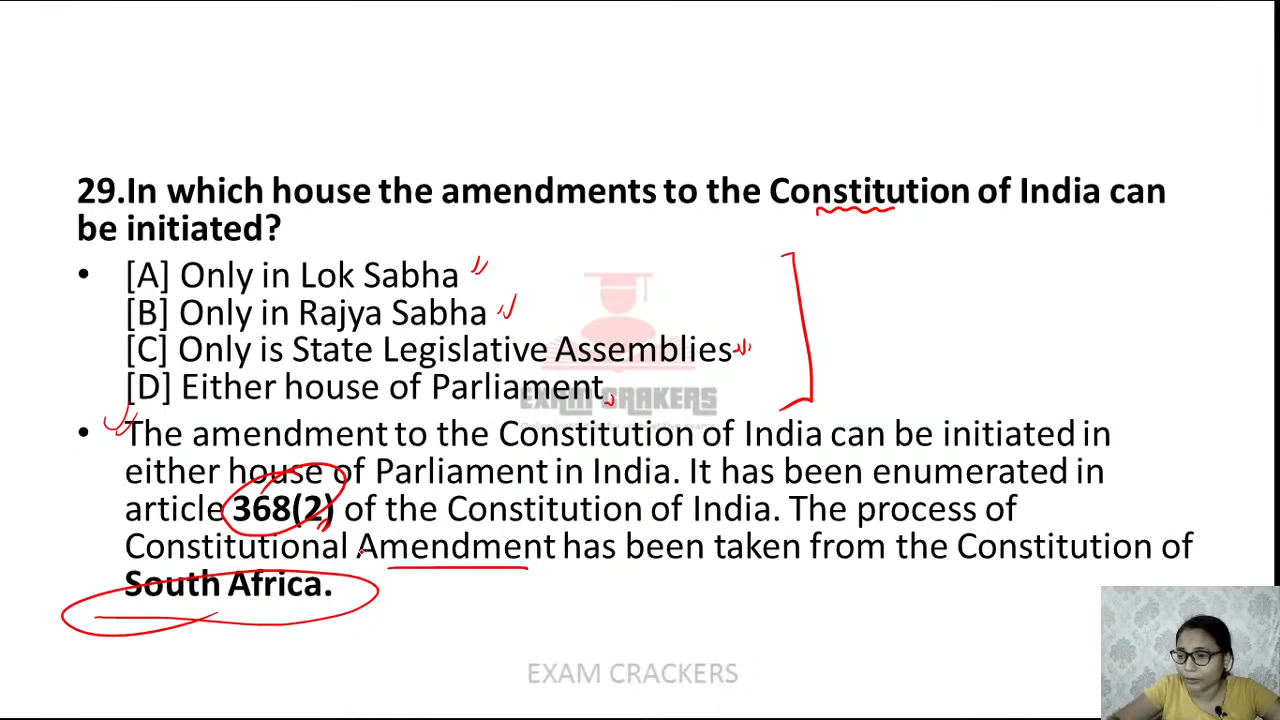 29.In which house the amendments to the Constitution of India can
be initiated?
• [A] Only in Lok Sabha
[B] Only in Rajya Sabha
[C] Only is State Legislative Assemblies
[D] Either house of Parliament
• The amendment to the Constitution of India can be initiated in
either house of Parliament in India. It has been enumerated in
article 368(2) of the Constitution of India. The process of
Constitutional Amendment has been taken from the Constitution of
South Africa.
EXAM CRAKERS
EXAM CRACKERS